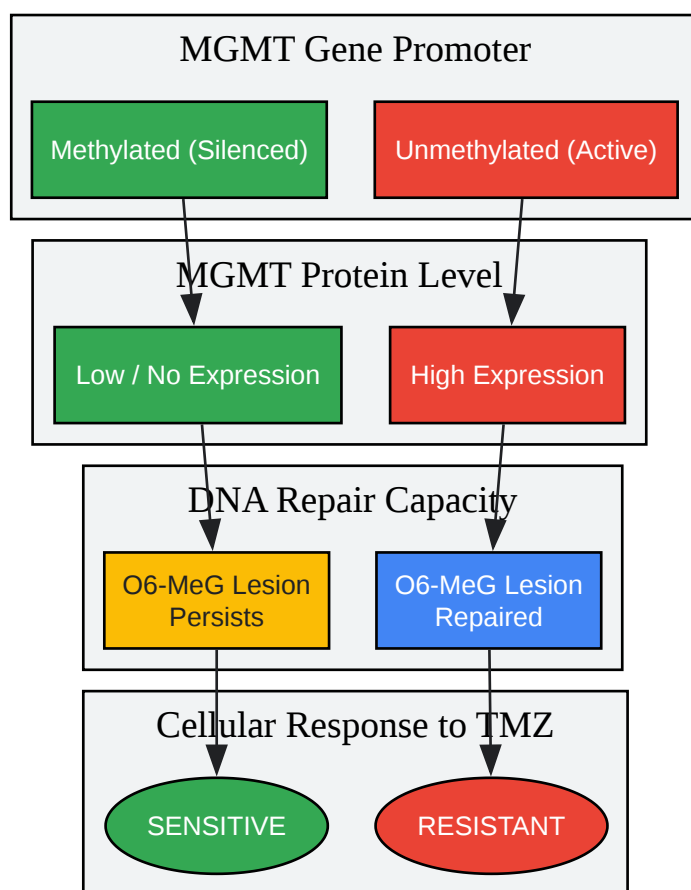 MGMT Gene Promoter
Methylated (Silenced)
Unmethylated (Active)
MGMT Protein Level
Low / No Expression
High Expression
DNA Repair Capacity
O6-MeG Lesion
Persists
O6-MeG Lesion
Repaired
Cellular Response to TMZ
SENSITIVE
RESISTANT